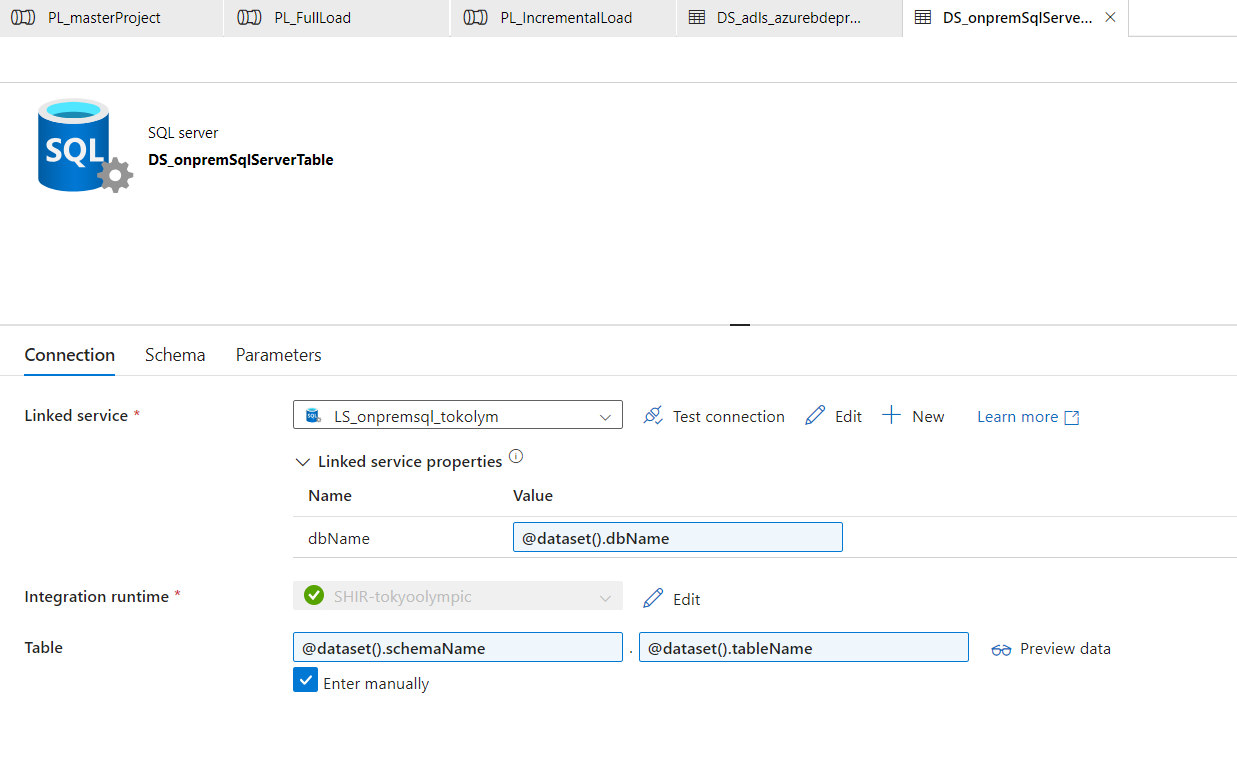 PL_masterProject PL_FullLoad PL_IncrementalLoad DS_adls_azurebdepr... DS_onpremSqlServe...
SQL
SQL server
DS_onpremSqlServerTable
Connection Schema Parameters
Linked service * LS_onpremsql_tokolym Test connection Edit New Learn more
Linked service properties
Name Value
dbName @dataset().dbName
Integration runtime * SHIR-tokyoolympic Edit
Table @dataset().schemaName . @dataset().tableName Preview data
Enter manually